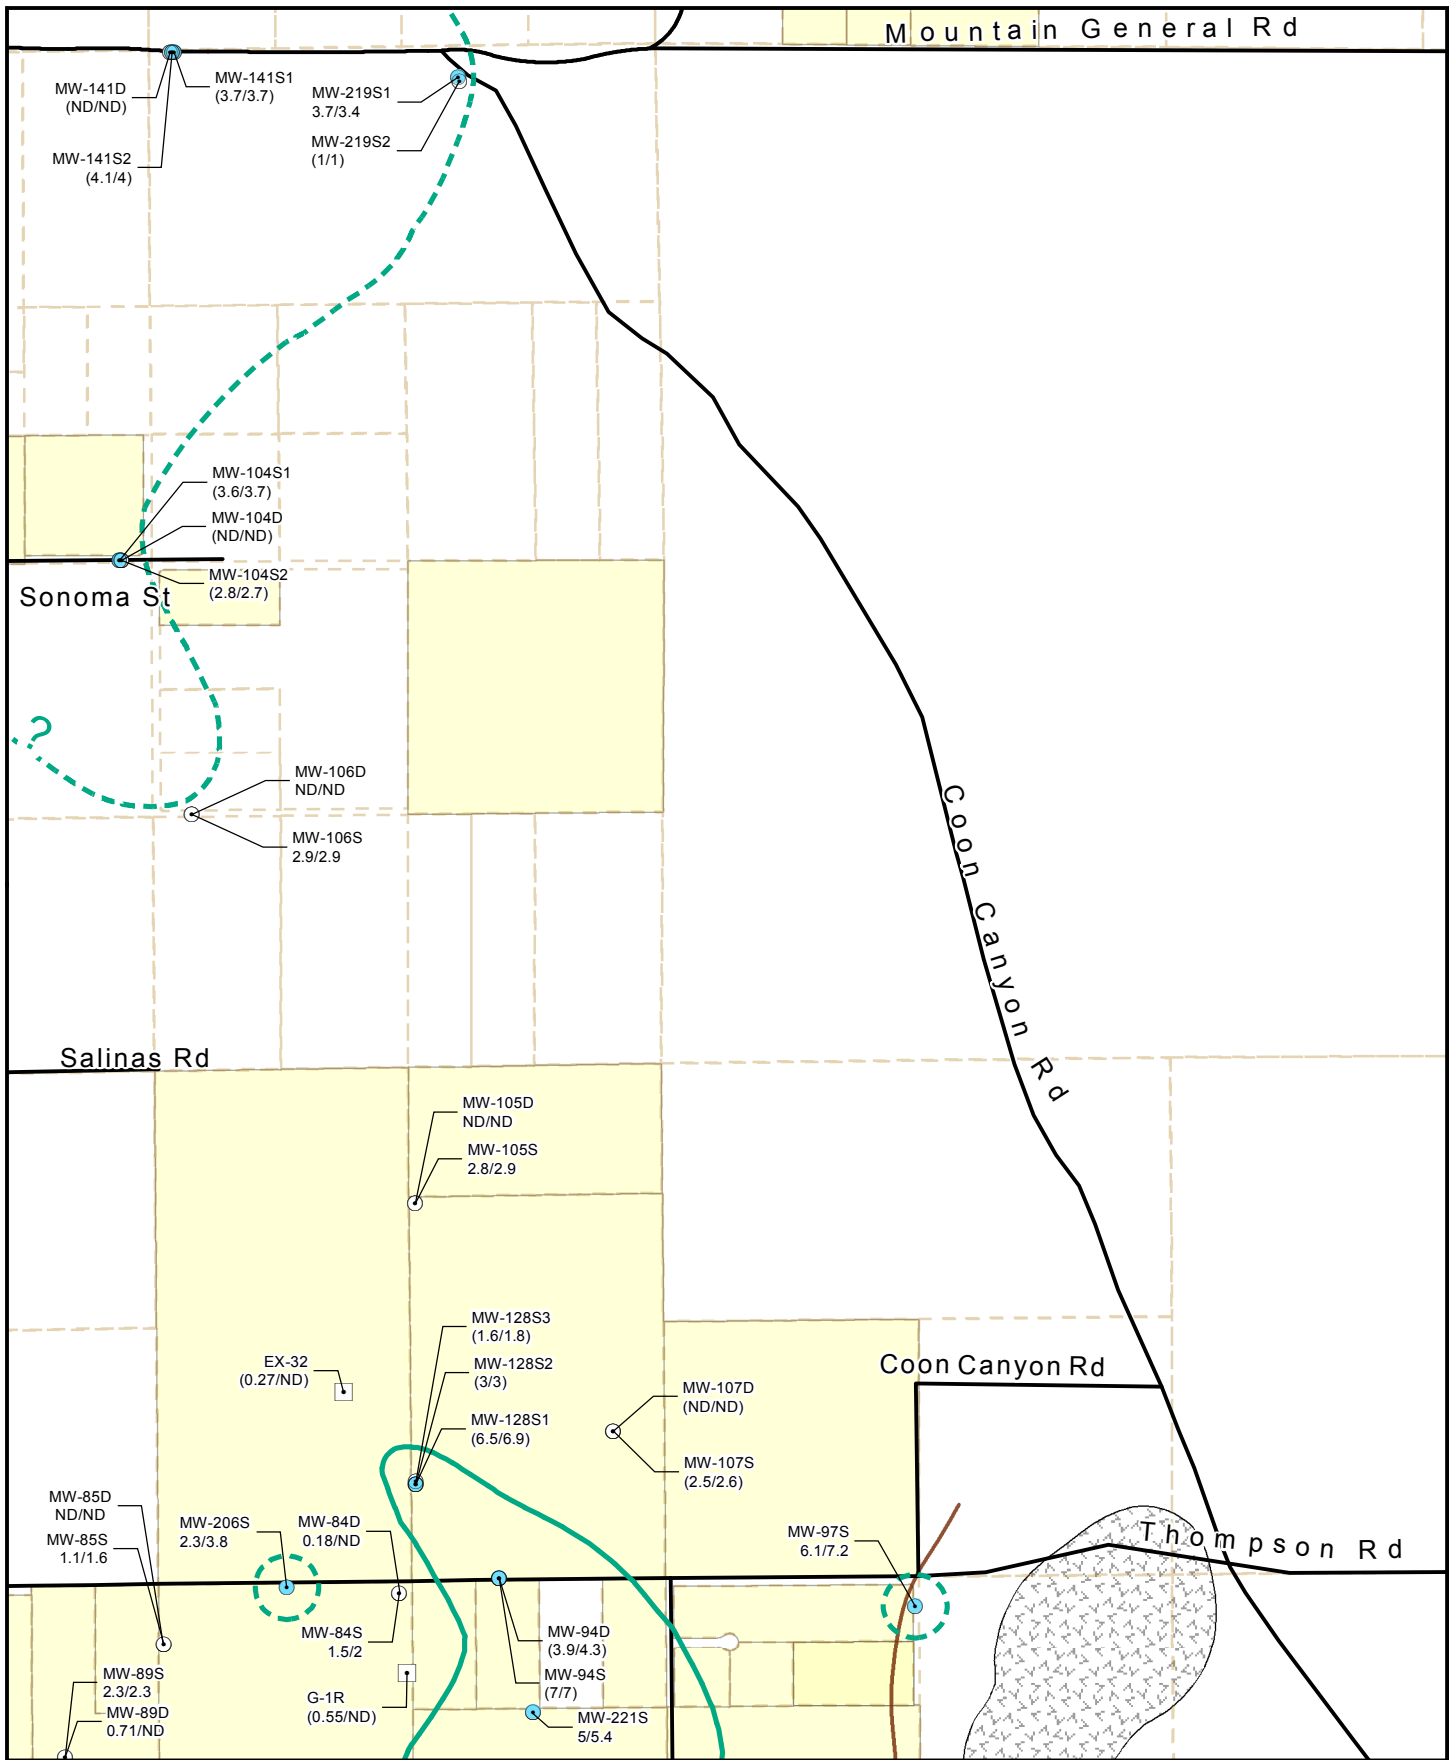 Mountain General Rd
MW-141D
(ND/ND)
MW-141S1
(3.7/3.7)
MW-141S2
(4.1/4)
MW-219S1
3.7/3.4
MW-219S2
(1/1)
MW-104S1
(3.6/3.7)
MW-104D
(ND/ND)
MW-104S2
(2.8/2.7)
Sonoma St
?
MW-106D
ND/ND
MW-106S
2.9/2.9
Coon Canyon Rd
Salinas Rd
MW-105D
ND/ND
MW-105S
2.8/2.9
MW-128S3
(1.6/1.8)
MW-128S2
(3/3)
MW-128S1
(6.5/6.9)
EX-32
(0.27/ND)
MW-107D
(ND/ND)
MW-107S
(2.5/2.6)
Coon Canyon Rd
MW-85D
ND/ND
MW-85S
1.1/1.6
MW-206S
2.3/3.8
MW-84D
0.18/ND
MW-97S
6.1/7.2
Thompson Rd
MW-84S
1.5/2
MW-94D
(3.9/4.3)
MW-94S
(7/7)
MW-89S
2.3/2.3
MW-89D
0.71/ND
G-1R
(0.55/ND)
MW-221S
5/5.4